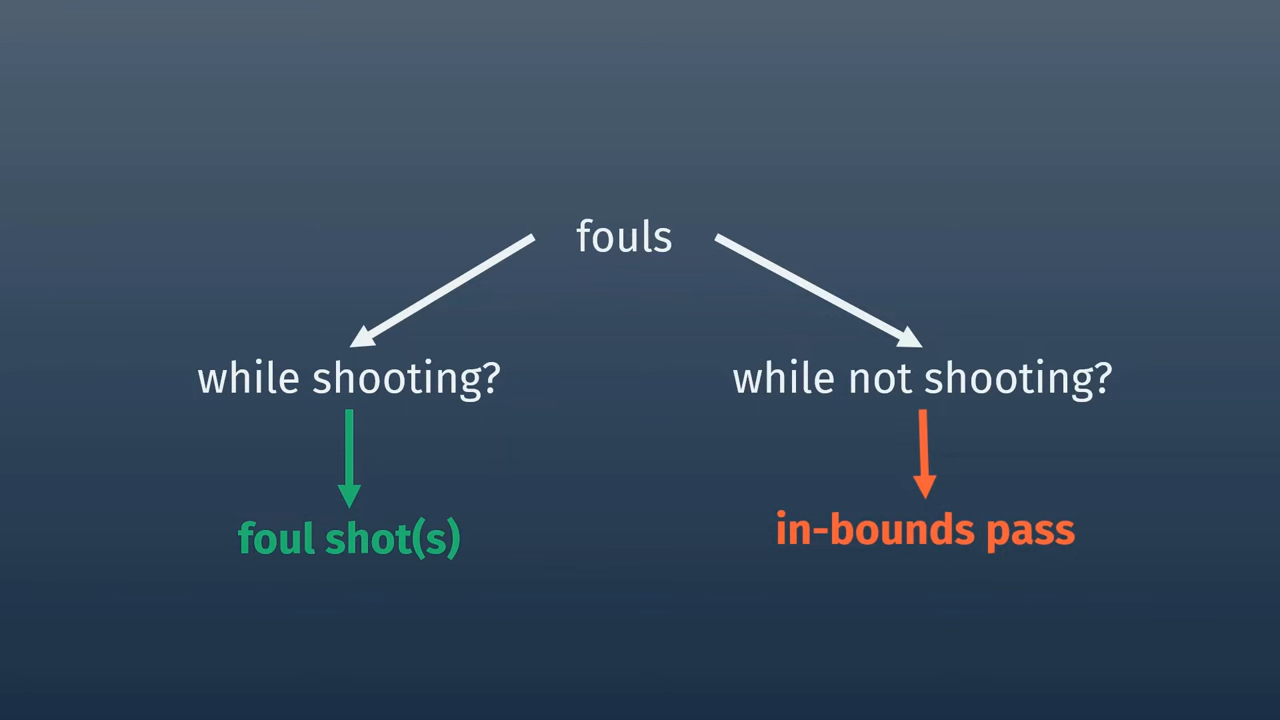 fouls
while shooting?
while not shooting?
foul shot(s)
in-bounds pass